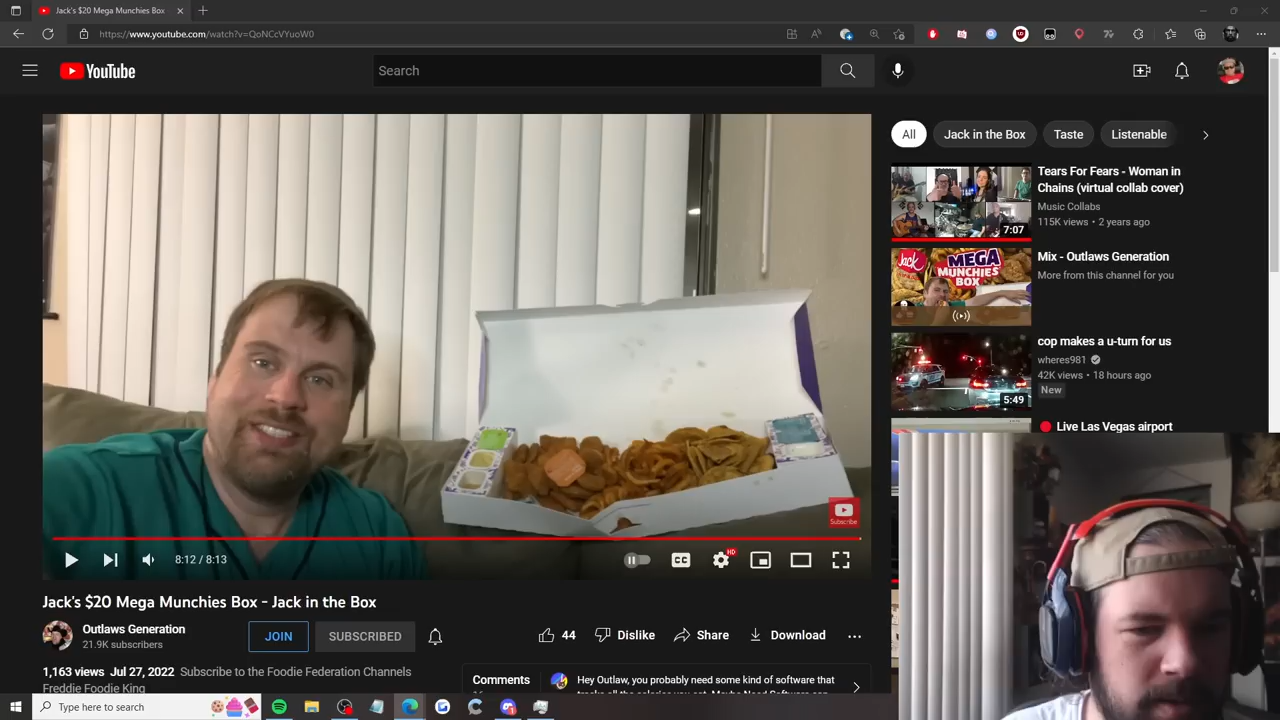 Jack's $20 Mega Munchies Box
https://www.youtube.com/watch?v=QoNCcVYuoW0
YouTube
Search
All
Jack in the Box
Taste
Listenable
7:07
Tears For Fears - Woman in
Chains (virtual collab cover)
Music Collabs
115K views • 2 years ago
Jack
MEGA
MUNCHIES
BOX
Mix - Outlaws Generation
More from this channel for you
5:49
cop makes a u-turn for us
wheres981
42K views • 18 hours ago
New
Live Las Vegas airport
Subscribe
8:12 / 8:13
CC
HD
Jack's $20 Mega Munchies Box - Jack in the Box
Outlaws Generation
21.9K subscribers
JOIN
SUBSCRIBED
44
Dislike
Share
Download
1,163 views Jul 27, 2022 Subscribe to the Foodie Federation Channels
Freddie Foodie King
Comments
Hey Outlaw, you probably need some kind of software that
Type here to search